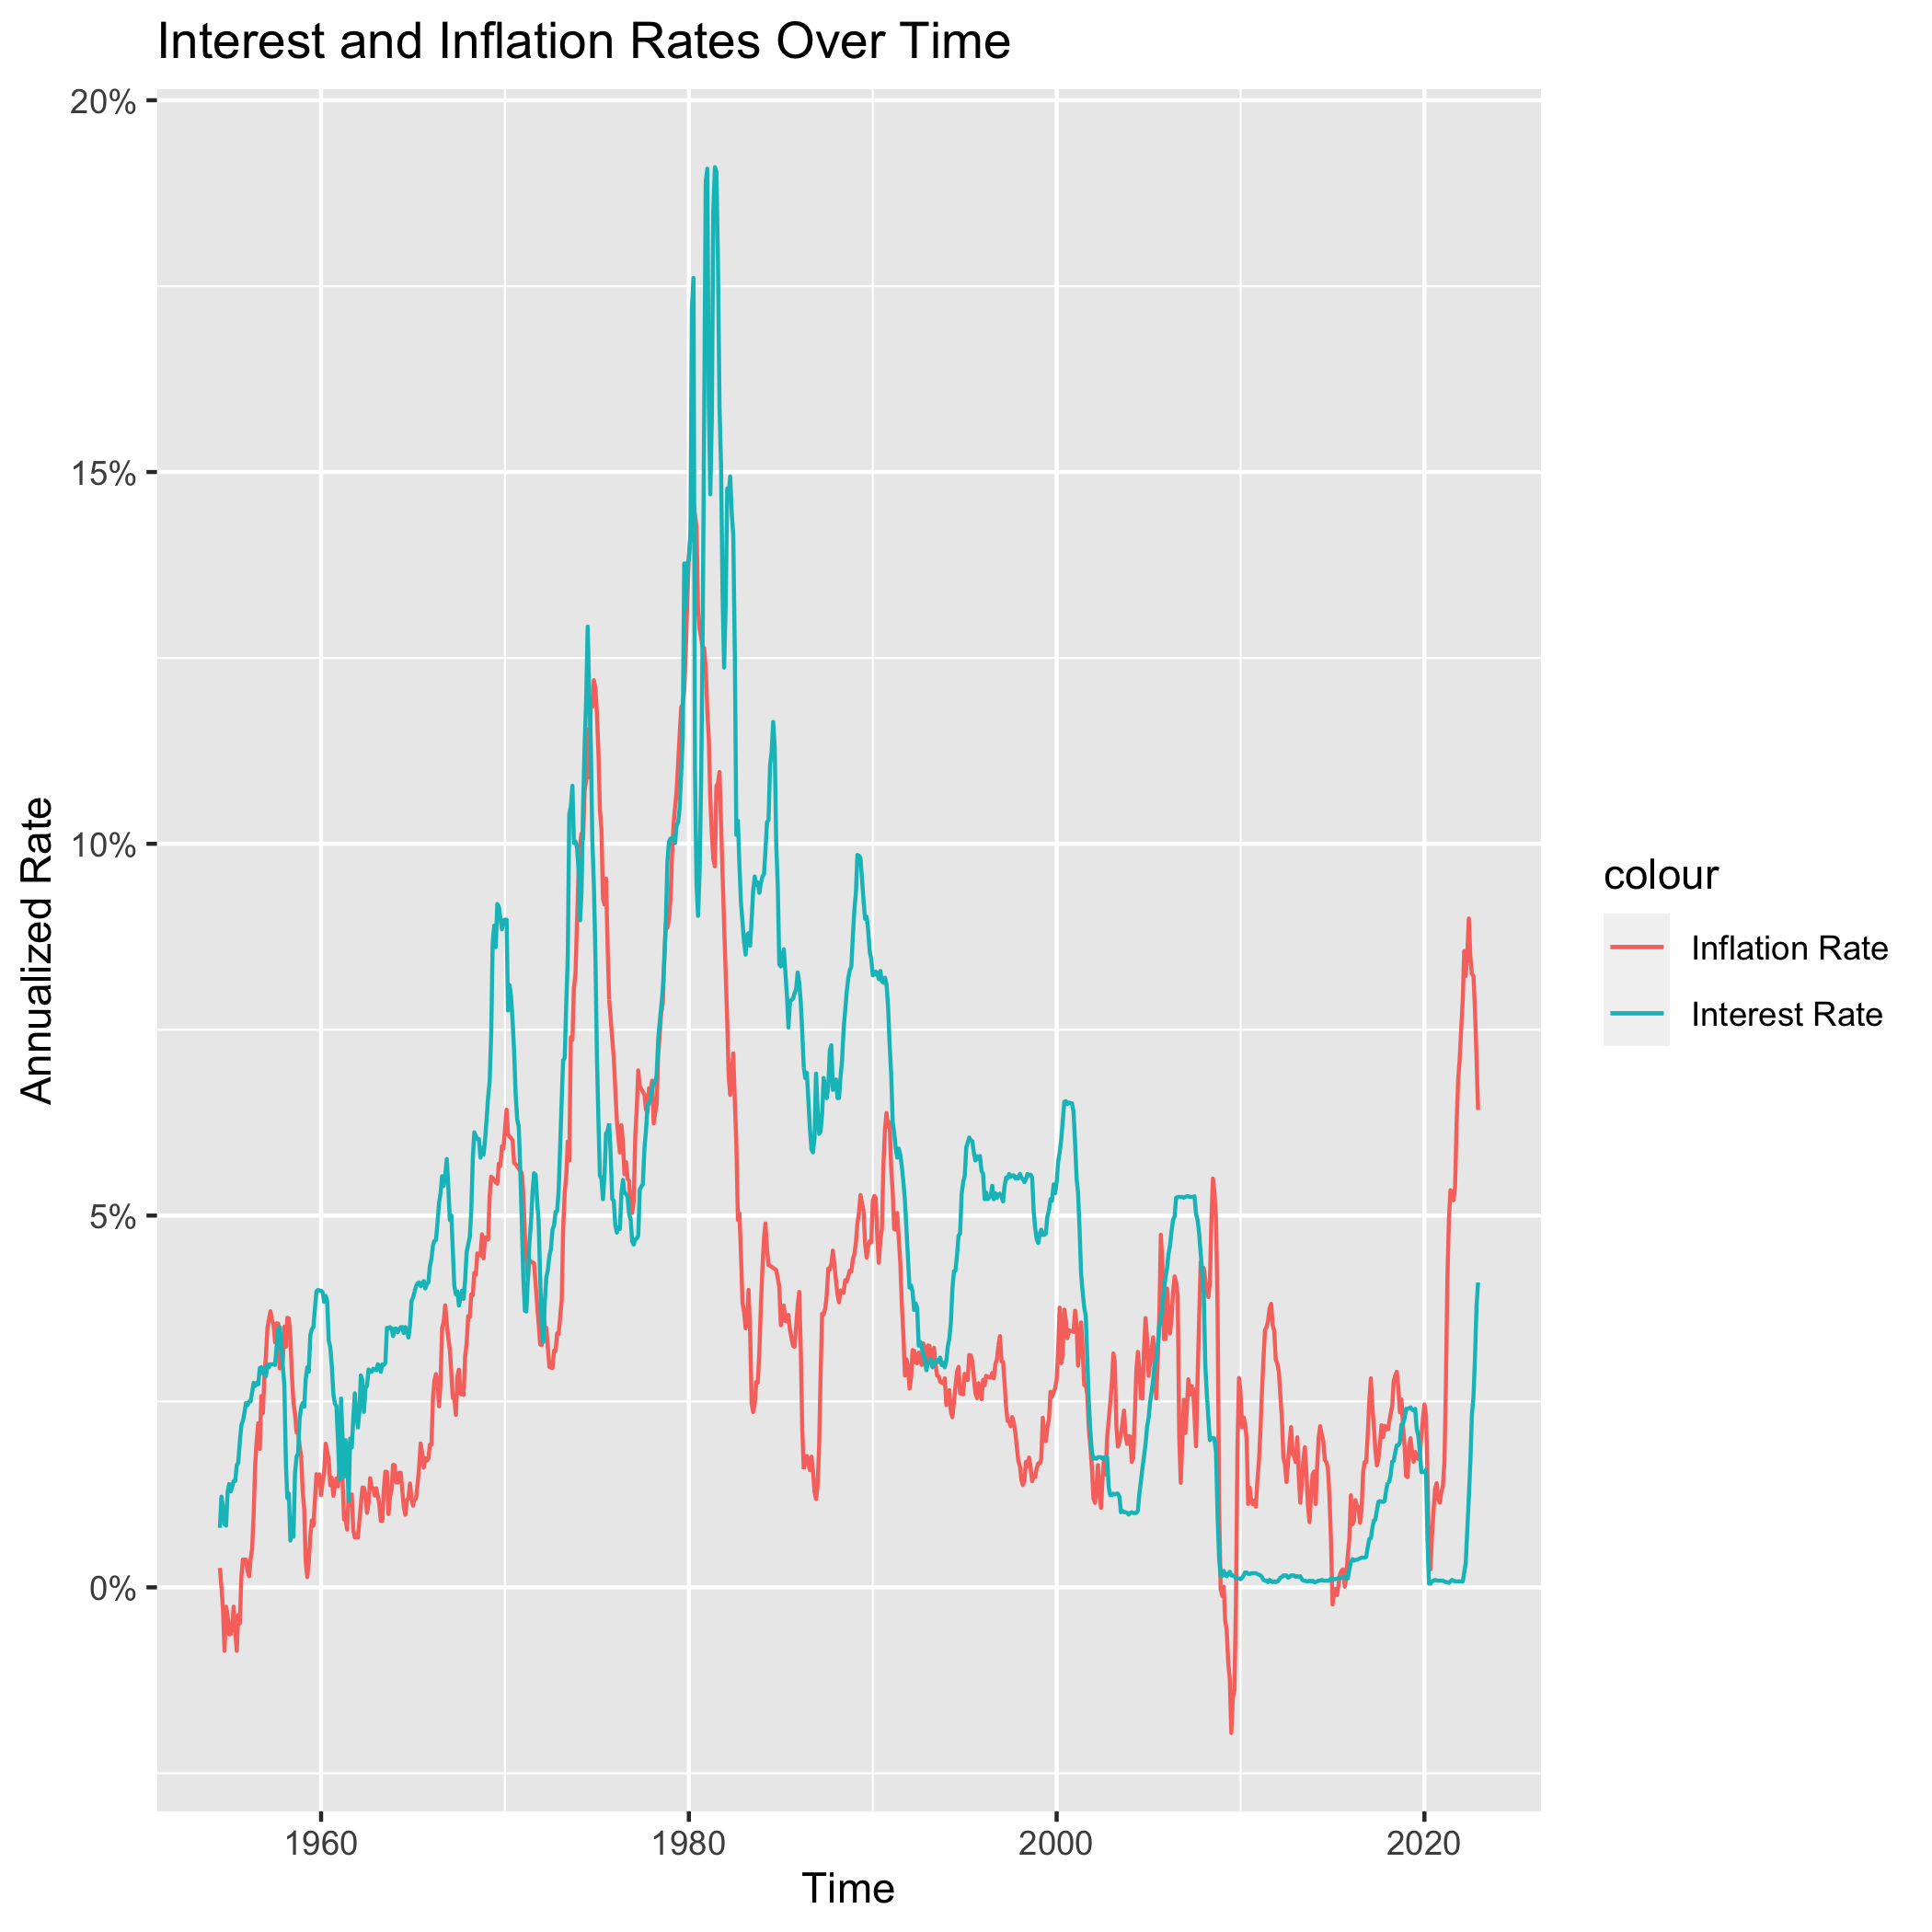 Interest and Inflation Rates Over Time
20%
15%
10%
5%
0%
Annualized Rate
1960
1980
2000
2020
Time
colour
Inflation Rate
Interest Rate